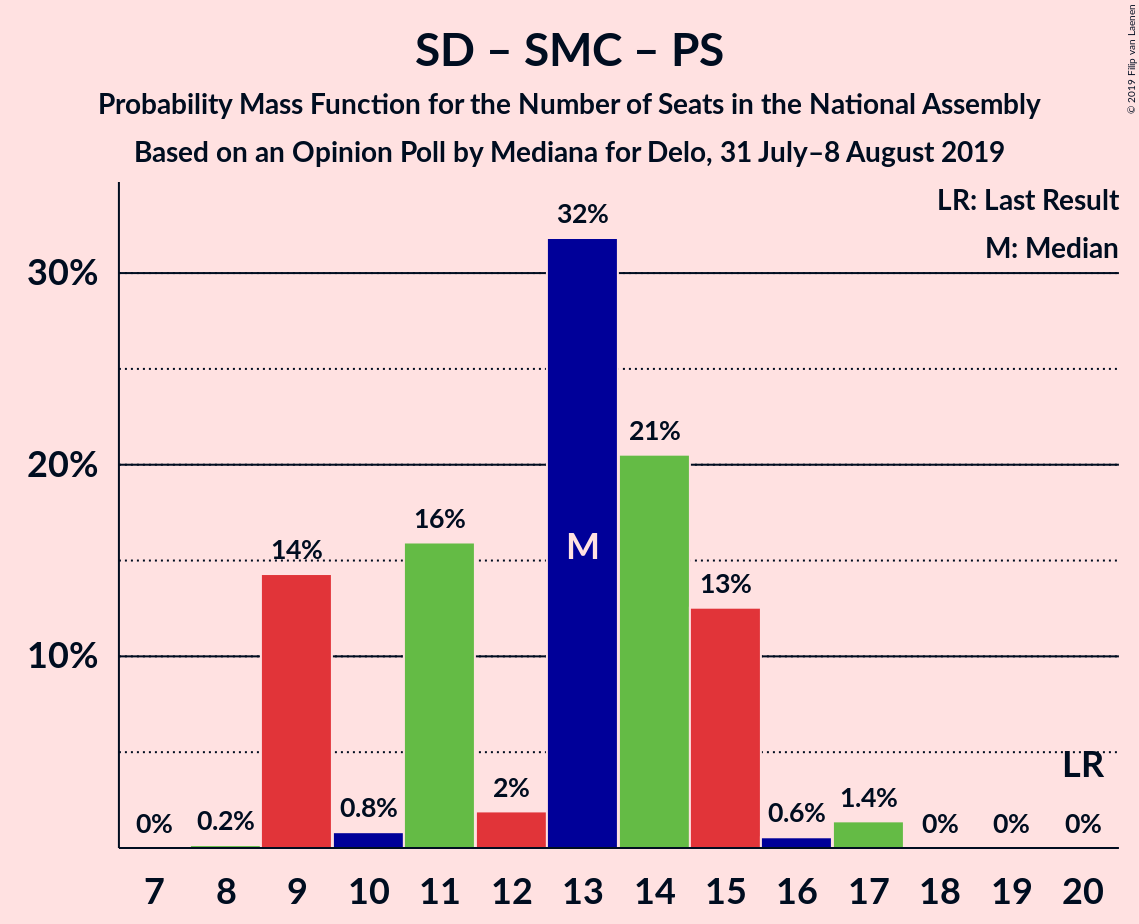 SD – SMC – PS
Probability Mass Function for the Number of Seats in the National Assembly
Based on an Opinion Poll by Mediana for Delo, 31 July–8 August 2019
© 2019 Filip van Laenen
LR: Last Result
M: Median
30%
20%
10%
0%
0.2%
14%
0.8%
16%
2%
32%
M
21%
13%
0.6%
1.4%
0%
0%
0%
LR
7 8 9 10 11 12 13 14 15 16 17 18 19 20